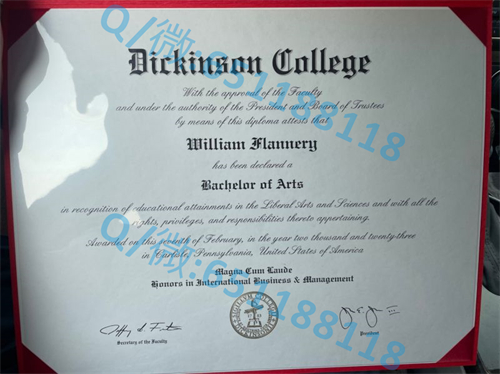 Dickinson College
With the approval of the Faculty
and under the authority of the President and Board of Trustees
by means of this diploma attests that
William Flannery
has been declared a
Bachelor of Arts
in recognition of educational attainments in the Liberal Arts and Sciences and with all the
rights, privileges, and responsibilities thereto appertaining.
Awarded on this seventh of February, in the year two thousand and twenty-three
in Carlisle, Pennsylvania, United States of America
Magna Cum Laude
Honors in International Business & Management
Secretary of the Faculty
President
Q/微:651288118
Q/微:651288118